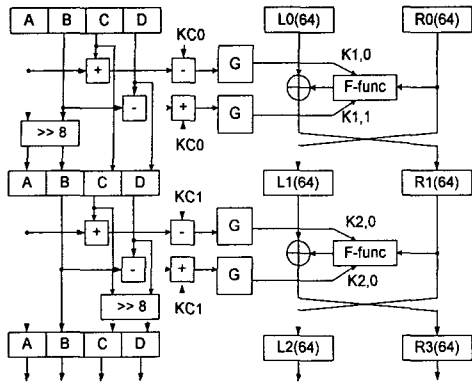 A B C D
L0(64)
R0(64)
KC0
+
-
G
K1,0
F-func
-
+
G
K1,1
KC0
>> 8
A B C D
L1(64)
R1(64)
KC1
+
-
G
K2,0
F-func
-
+
G
K2,0
KC1
>> 8
A B C D
L2(64)
R3(64)